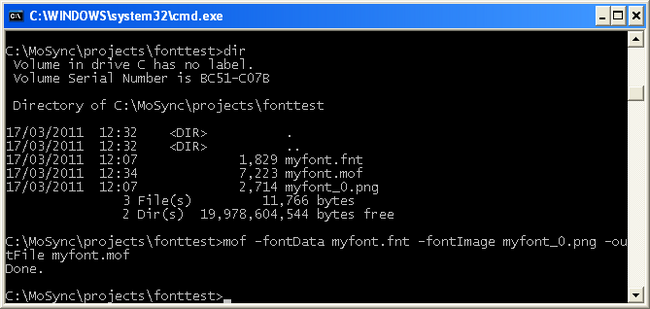 C:\WINDOWS\system32\cmd.exe
C:\MoSync\projects\fonttest>dir
Volume in drive C has no label.
Volume Serial Number is BC51-C07B
Directory of C:\MoSync\projects\fonttest
17/03/2011  12:32    <DIR>          .
17/03/2011  12:32    <DIR>          ..
17/03/2011  12:07             1,829 myfont.fnt
17/03/2011  12:34             7,223 myfont.mof
17/03/2011  12:07             2,714 myfont_0.png
3 File(s)         11,766 bytes
2 Dir(s)  19,978,604,544 bytes free
C:\MoSync\projects\fonttest>mof -fontData myfont.fnt -fontImage myfont_0.png -ou
tFile myfont.mof
Done.
C:\MoSync\projects\fonttest>_